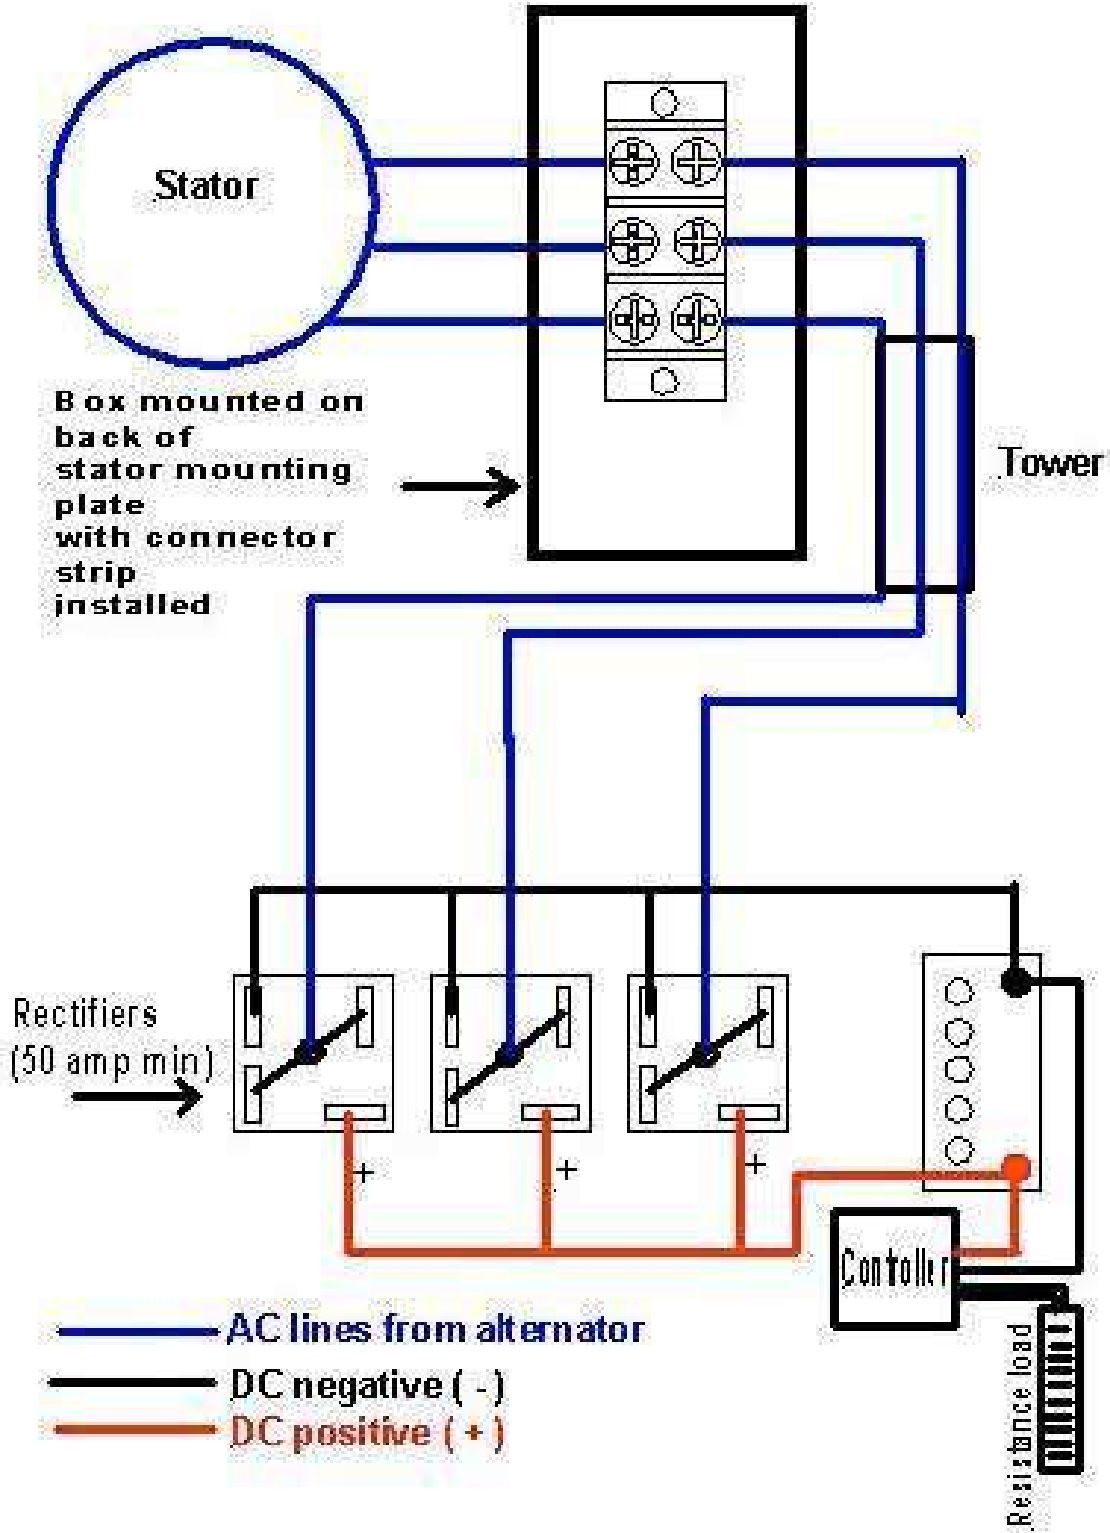 Stator
Box mounted on
back of
stator mounting
plate
with connector
strip
installed
Tower
Rectifiers
(50 amp min)
+
+
+
Controller
Resistance load
AC lines from alternator
DC negative ( - )
DC positive ( + )